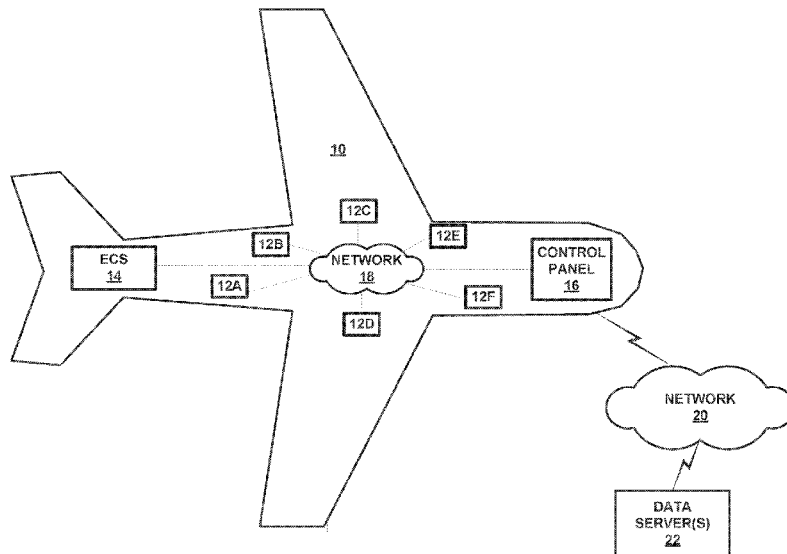 10
12C
12B
12E
ECS
14
NETWORK
18
CONTROL
PANEL
16
12A
12F
12D
NETWORK
20
DATA
SERVER(S)
22